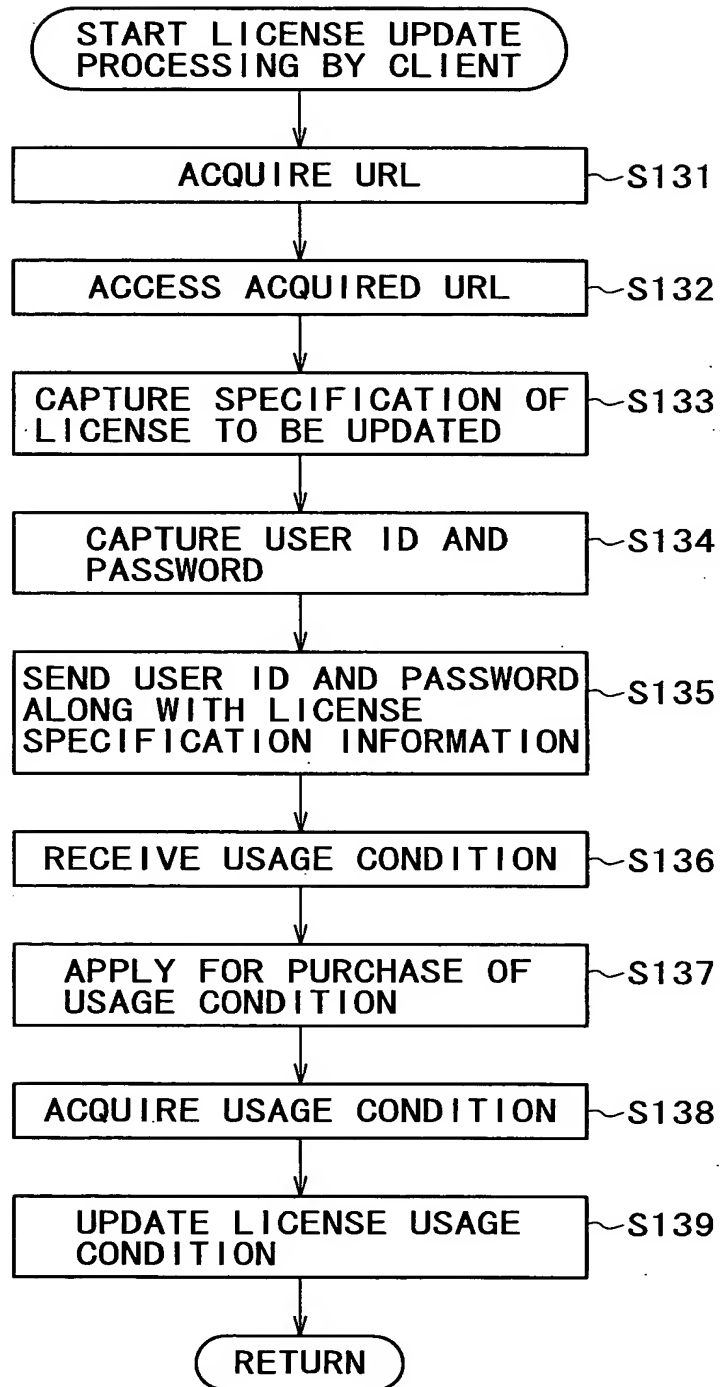 START LICENSE UPDATE
PROCESSING BY CLIENT
ACQUIRE URL
S131
ACCESS ACQUIRED URL
S132
CAPTURE SPECIFICATION OF
LICENSE TO BE UPDATED
S133
CAPTURE USER ID AND
PASSWORD
S134
SEND USER ID AND PASSWORD
ALONG WITH LICENSE
SPECIFICATION INFORMATION
S135
RECEIVE USAGE CONDITION
S136
APPLY FOR PURCHASE OF
USAGE CONDITION
S137
ACQUIRE USAGE CONDITION
S138
UPDATE LICENSE USAGE
CONDITION
S139
RETURN